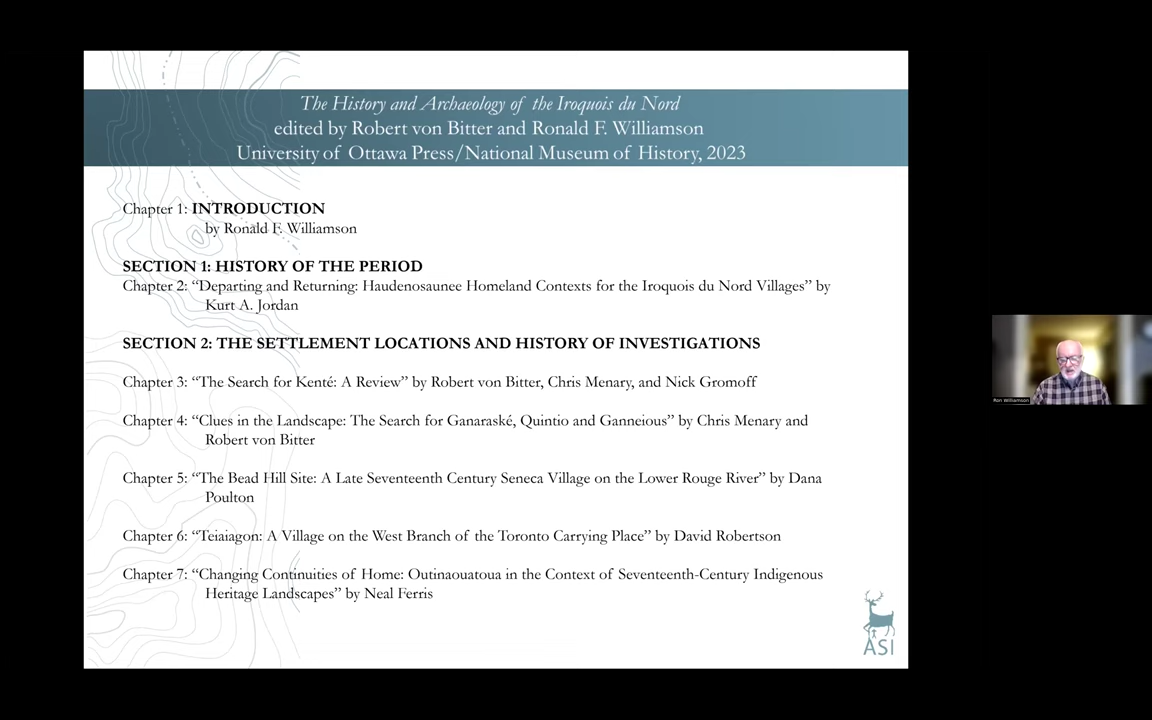 The History and Archaeology of the Iroquois du Nord
edited by Robert von Bitter and Ronald F. Williamson
University of Ottawa Press/National Museum of History, 2023
Chapter 1: INTRODUCTION
by Ronald F. Williamson
SECTION 1: HISTORY OF THE PERIOD
Chapter 2: “Departing and Returning: Haudenosaunee Homeland Contexts for the Iroquois du Nord Villages” by
Kurt A. Jordan
SECTION 2: THE SETTLEMENT LOCATIONS AND HISTORY OF INVESTIGATIONS
Chapter 3: “The Search for Kenté: A Review” by Robert von Bitter, Chris Menary, and Nick Gromoff
Chapter 4: “Clues in the Landscape: The Search for Ganaraské, Quintio and Ganneious” by Chris Menary and
Robert von Bitter
Chapter 5: “The Bead Hill Site: A Late Seventeenth Century Seneca Village on the Lower Rouge River” by Dana
Poulton
Chapter 6: “Teiaiagon: A Village on the West Branch of the Toronto Carrying Place” by David Robertson
Chapter 7: “Changing Continuities of Home: Outinaouatoua in the Context of Seventeenth-Century Indigenous
Heritage Landscapes” by Neal Ferris
ASI
Ron Williamson